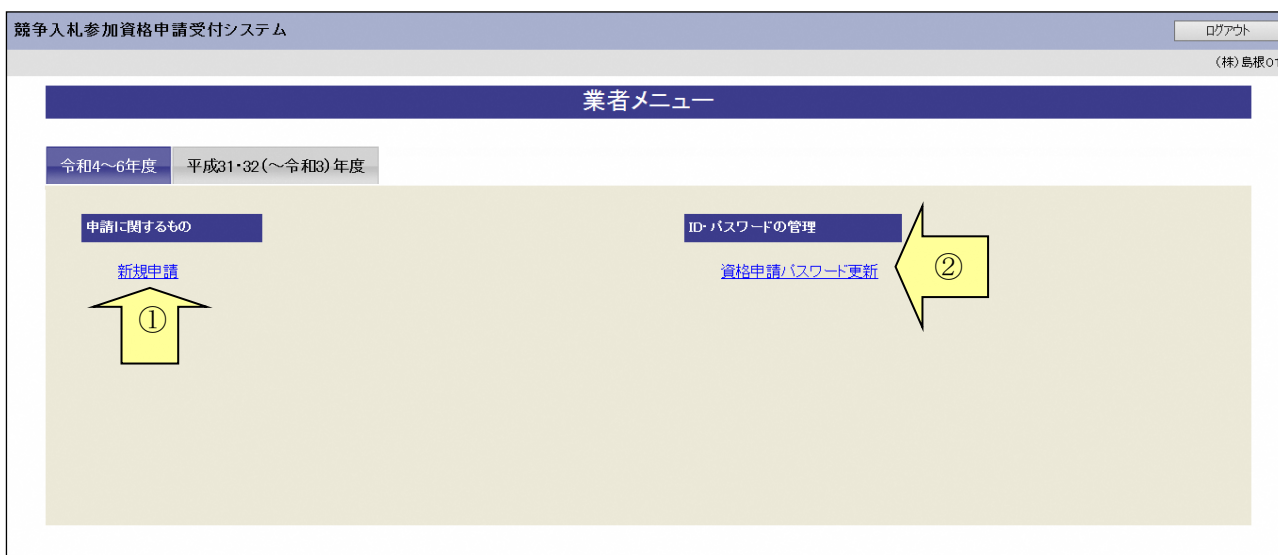 競争入札参加資格申請受付システム
ログアウト
(株)島根01
業者メニュー
令和4～6年度 平成31・32(～令和3)年度
申請に関するもの
ID・パスワードの管理
新規申請
資格申請パスワード更新
①
②